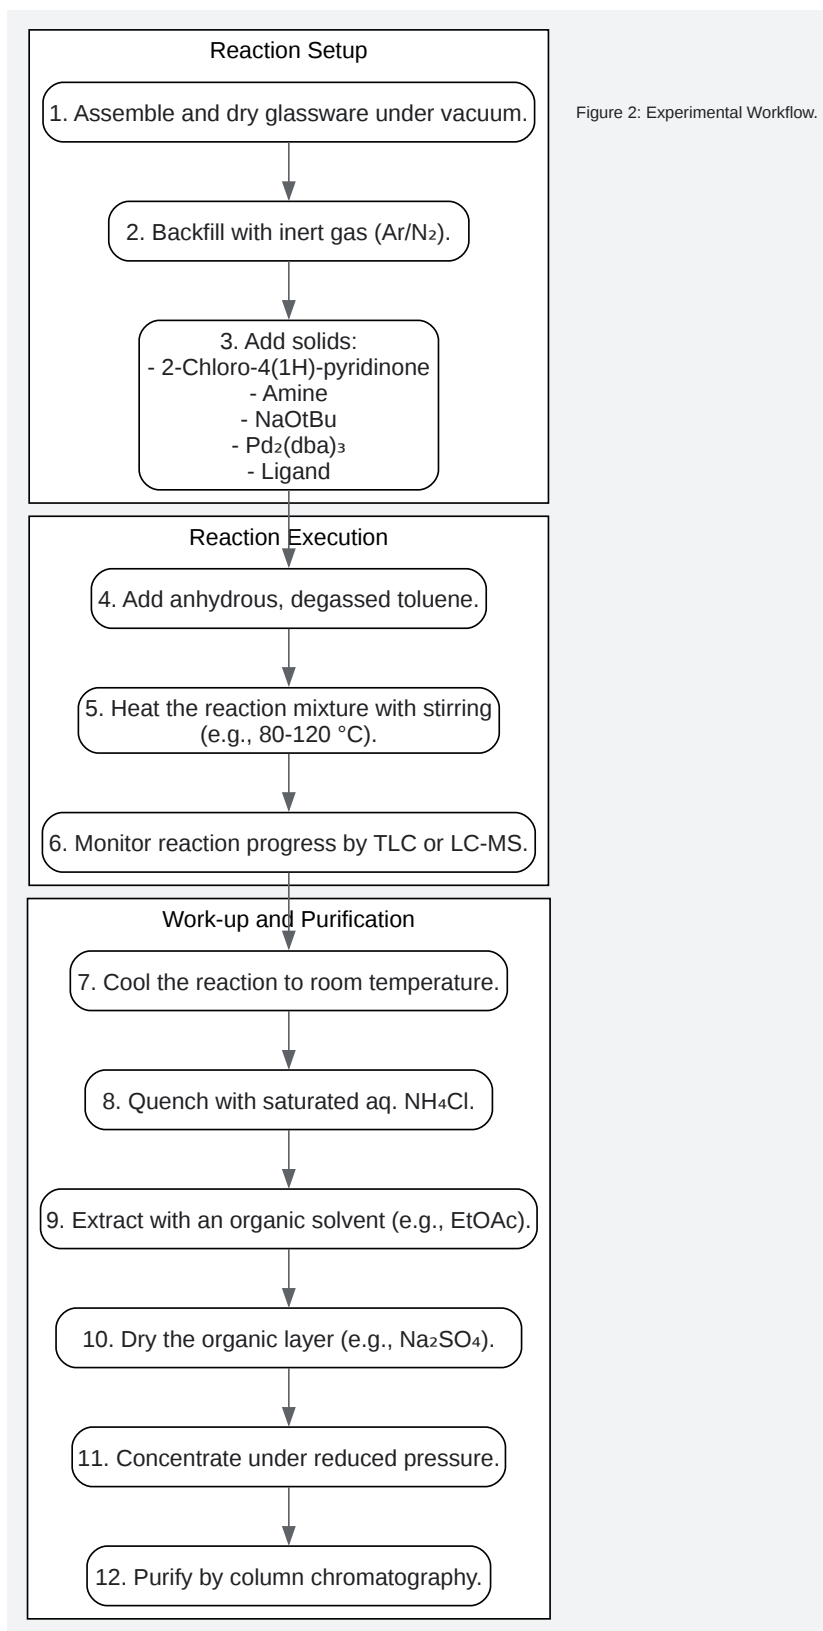 Reaction Setup
1. Assemble and dry glassware under vacuum.
Figure 2: Experimental Workflow.
2. Backfill with inert gas (Ar/N₂).
3. Add solids:
- 2-Chloro-4(1H)-pyridinone
- Amine
- NaOtBu
- Pd₂(dba)₃
- Ligand
Reaction Execution
4. Add anhydrous, degassed toluene.
5. Heat the reaction mixture with stirring
(e.g., 80-120 °C).
6. Monitor reaction progress by TLC or LC-MS.
Work-up and Purification
7. Cool the reaction to room temperature.
8. Quench with saturated aq. NH₄Cl.
9. Extract with an organic solvent (e.g., EtOAc).
10. Dry the organic layer (e.g., Na₂SO₄).
11. Concentrate under reduced pressure.
12. Purify by column chromatography.